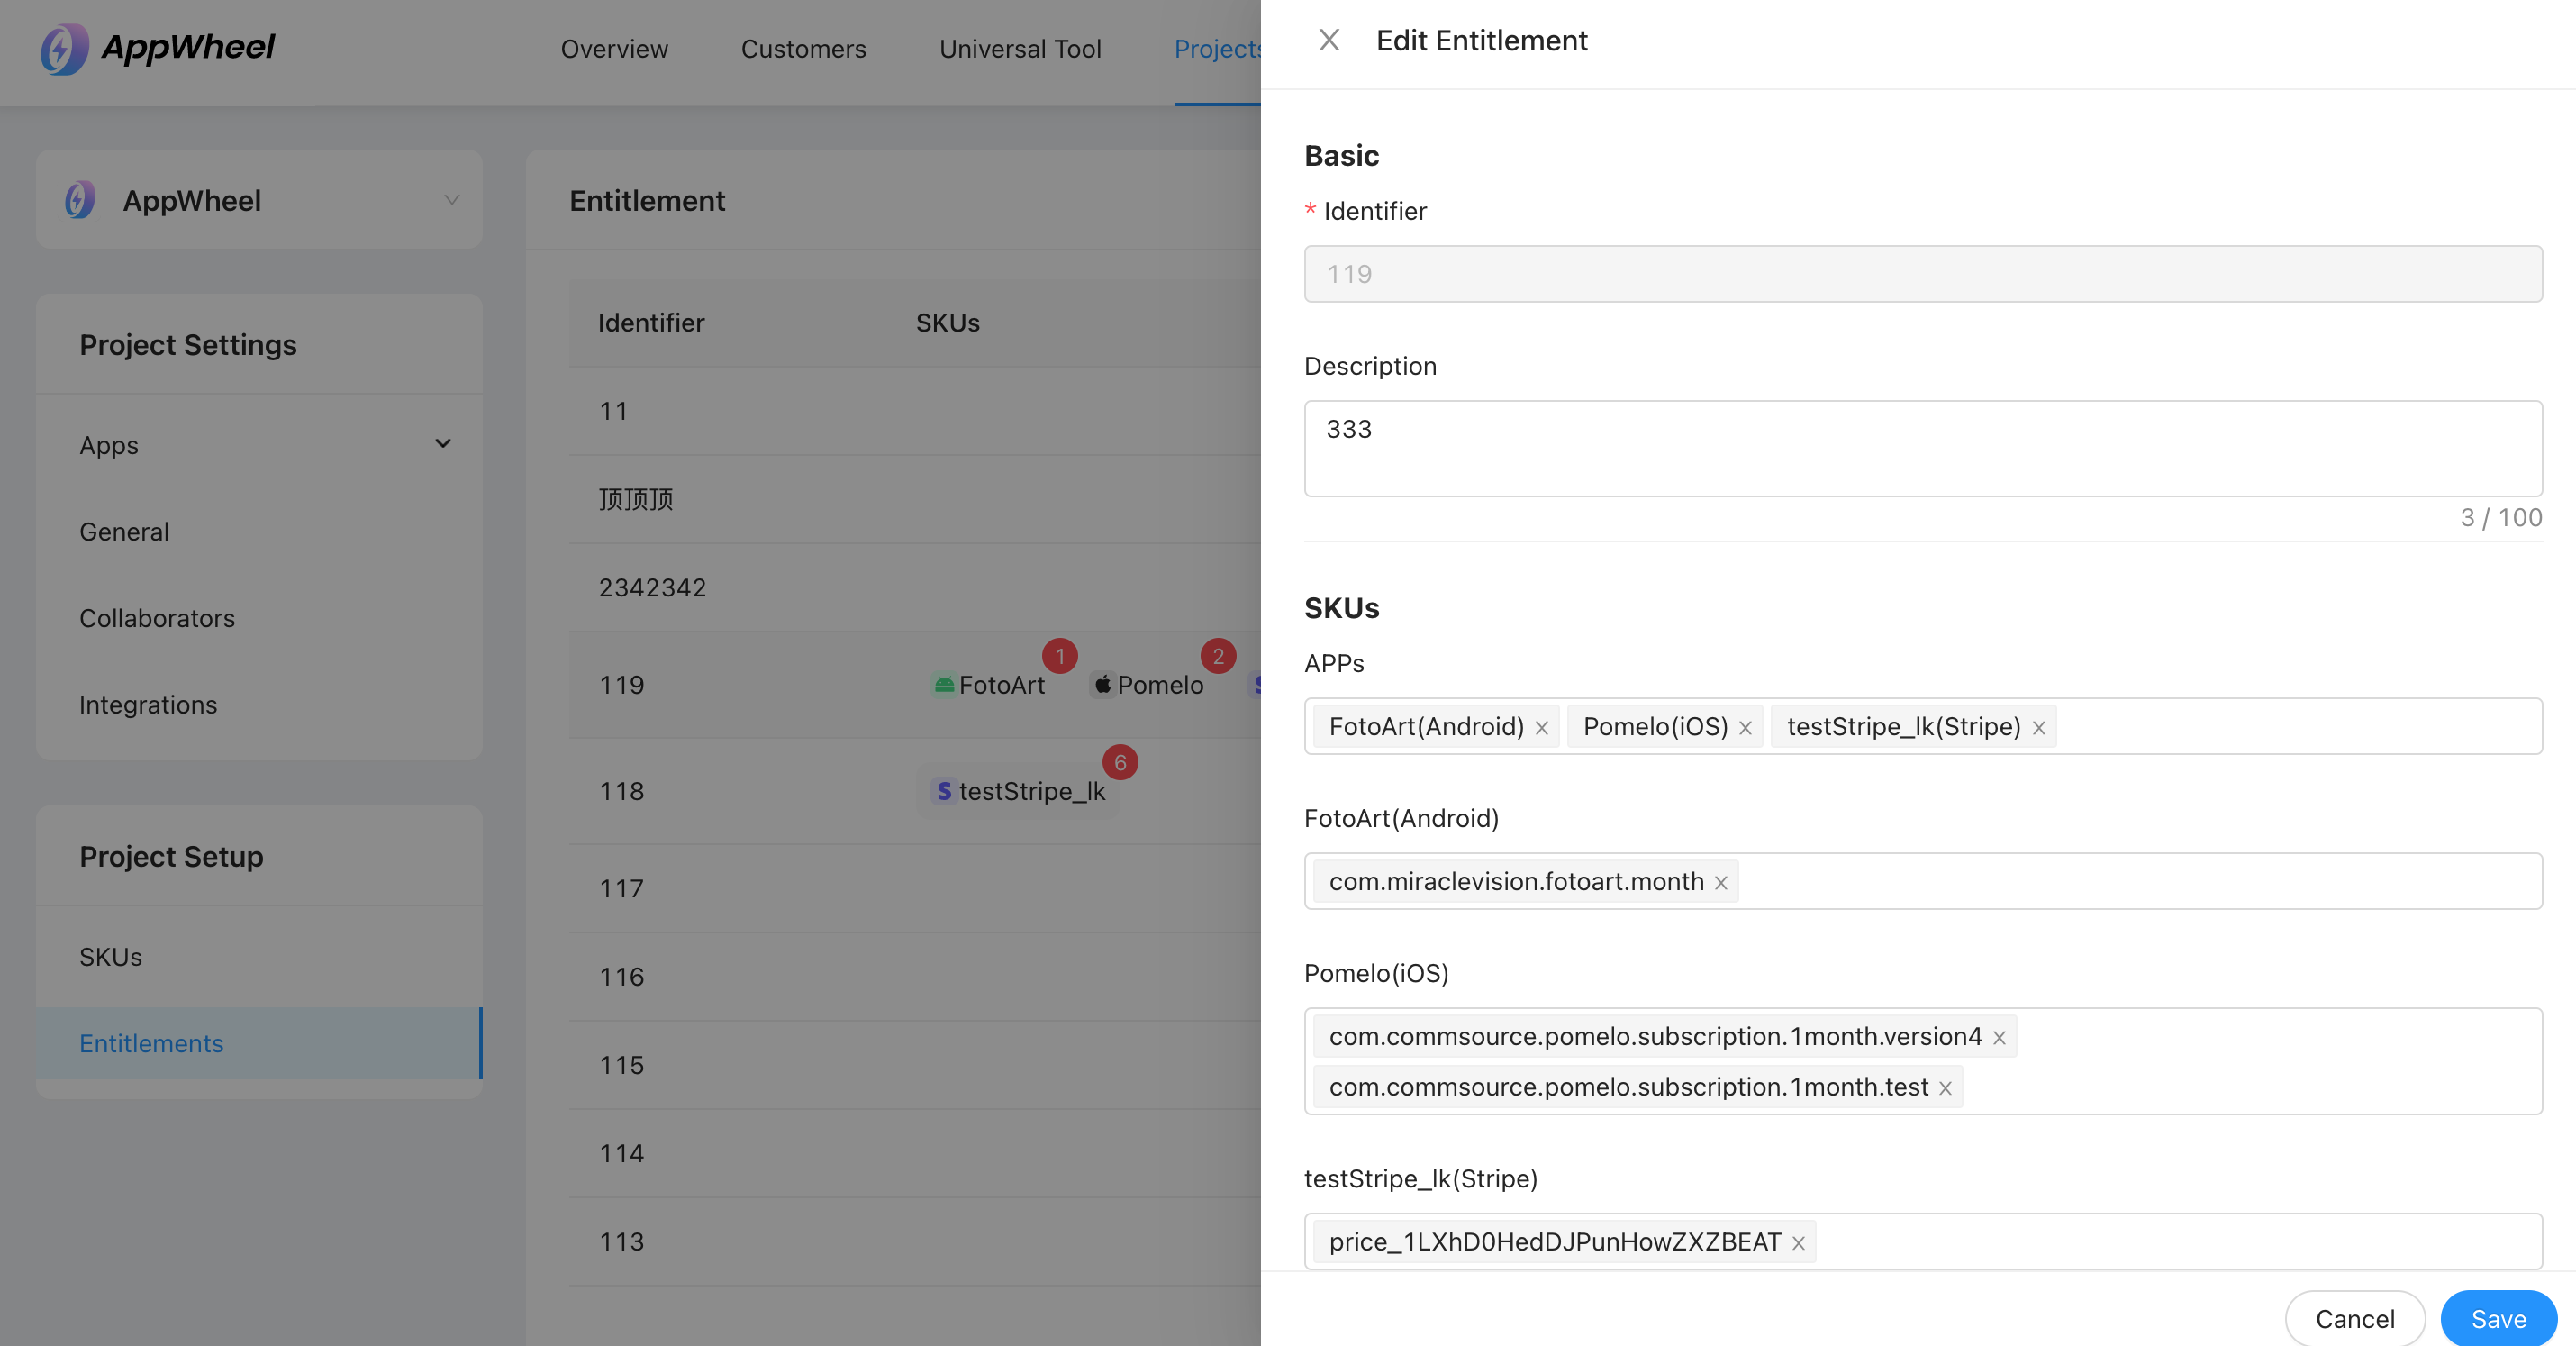 AppWheel
Overview Customers Universal Tool Projects
AppWheel
Project Settings
Apps
General
Collaborators
Integrations
Project Setup
SKUs
Entitlements
Entitlement
Identifier SKUs
11
顶顶顶
2342342
119 FotoArt 1 Pomelo 2 S
118 S testStripe_lk 6
117
116
115
114
113
Edit Entitlement
Basic
* Identifier
119
Description
333
3 / 100
SKUs
APPs
FotoArt(Android) Pomelo(iOS) testStripe_lk(Stripe)
FotoArt(Android)
com.miraclevision.fotoart.month
Pomelo(iOS)
com.commsource.pomelo.subscription.1month.version4
com.commsource.pomelo.subscription.1month.test
testStripe_lk(Stripe)
price_1LXhD0HedDJPunHowZXZBEAT
Cancel Save